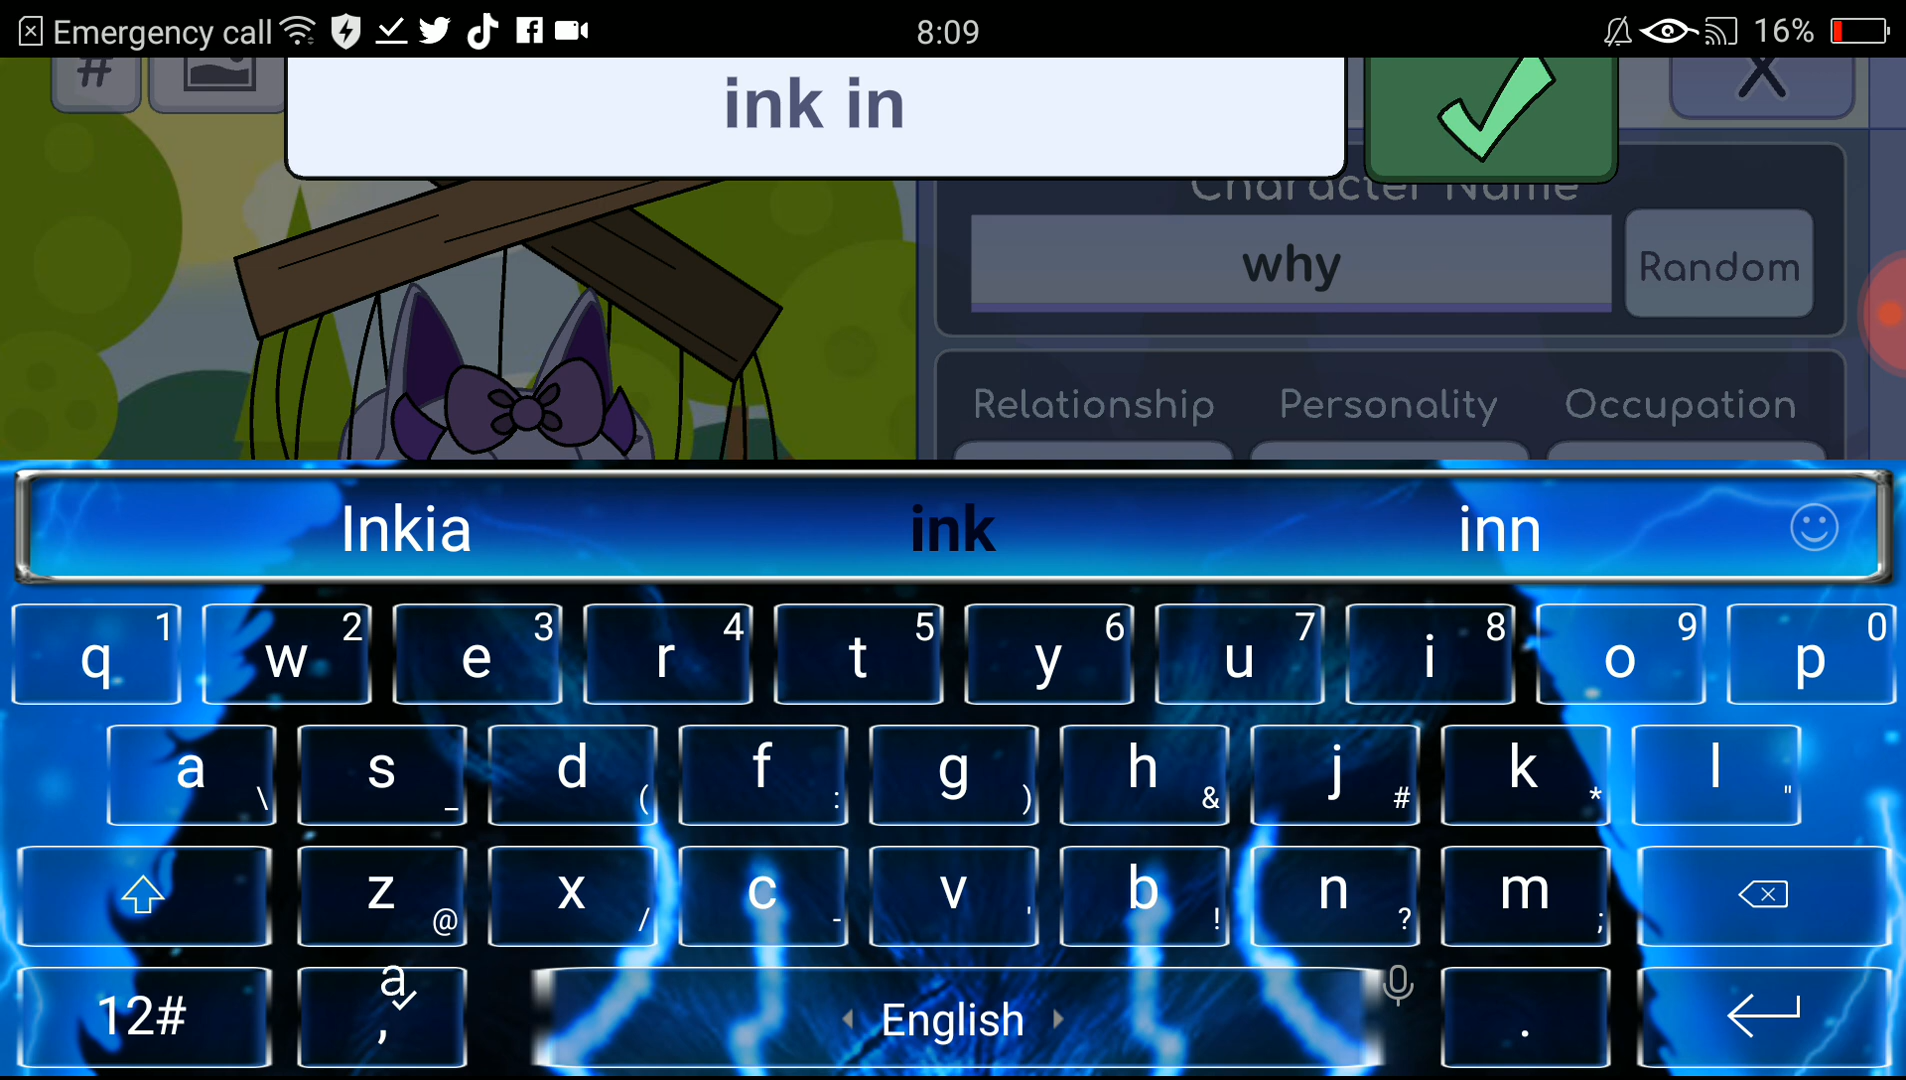 Emergency call 8:09 16%
# X
ink in
Character Name
why Random
Relationship Personality Occupation
Inkia ink inn
q 1 w 2 e 3 r 4 t 5 y 6 u 7 i 8 o 9 p 0
a \ s _ d ( f : g ) h & j # k * l "
z @ x / c - v ' b ! n ? m ;
12# a , English .